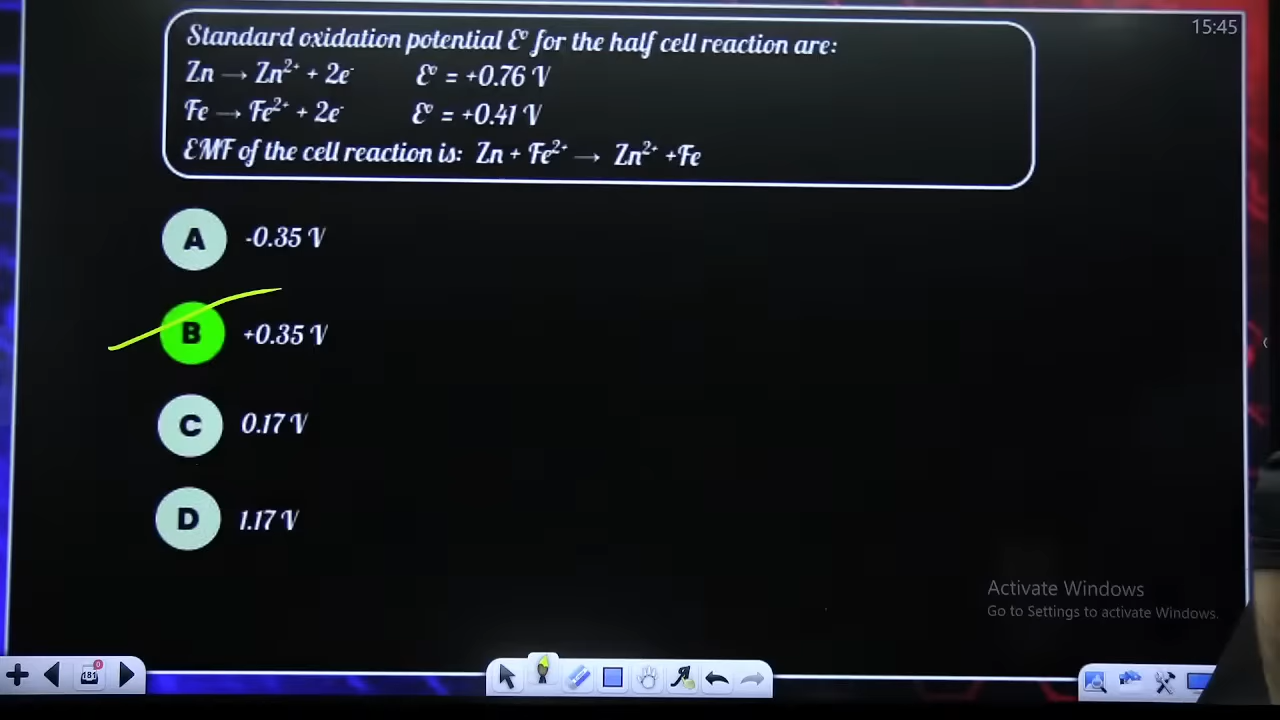 15:45
Standard oxidation potential ℰ° for the half cell reaction are:
Zn → Zn²⁺ + 2e⁻ ℰ° = +0.76 V
Fe → Fe²⁺ + 2e⁻ ℰ° = +0.41 V
EMF of the cell reaction is: Zn + Fe²⁺ → Zn²⁺ +Fe
A -0.35 V
B +0.35 V
C 0.17 V
D 1.17 V
Activate Windows
Go to Settings to activate Windows.
0
481